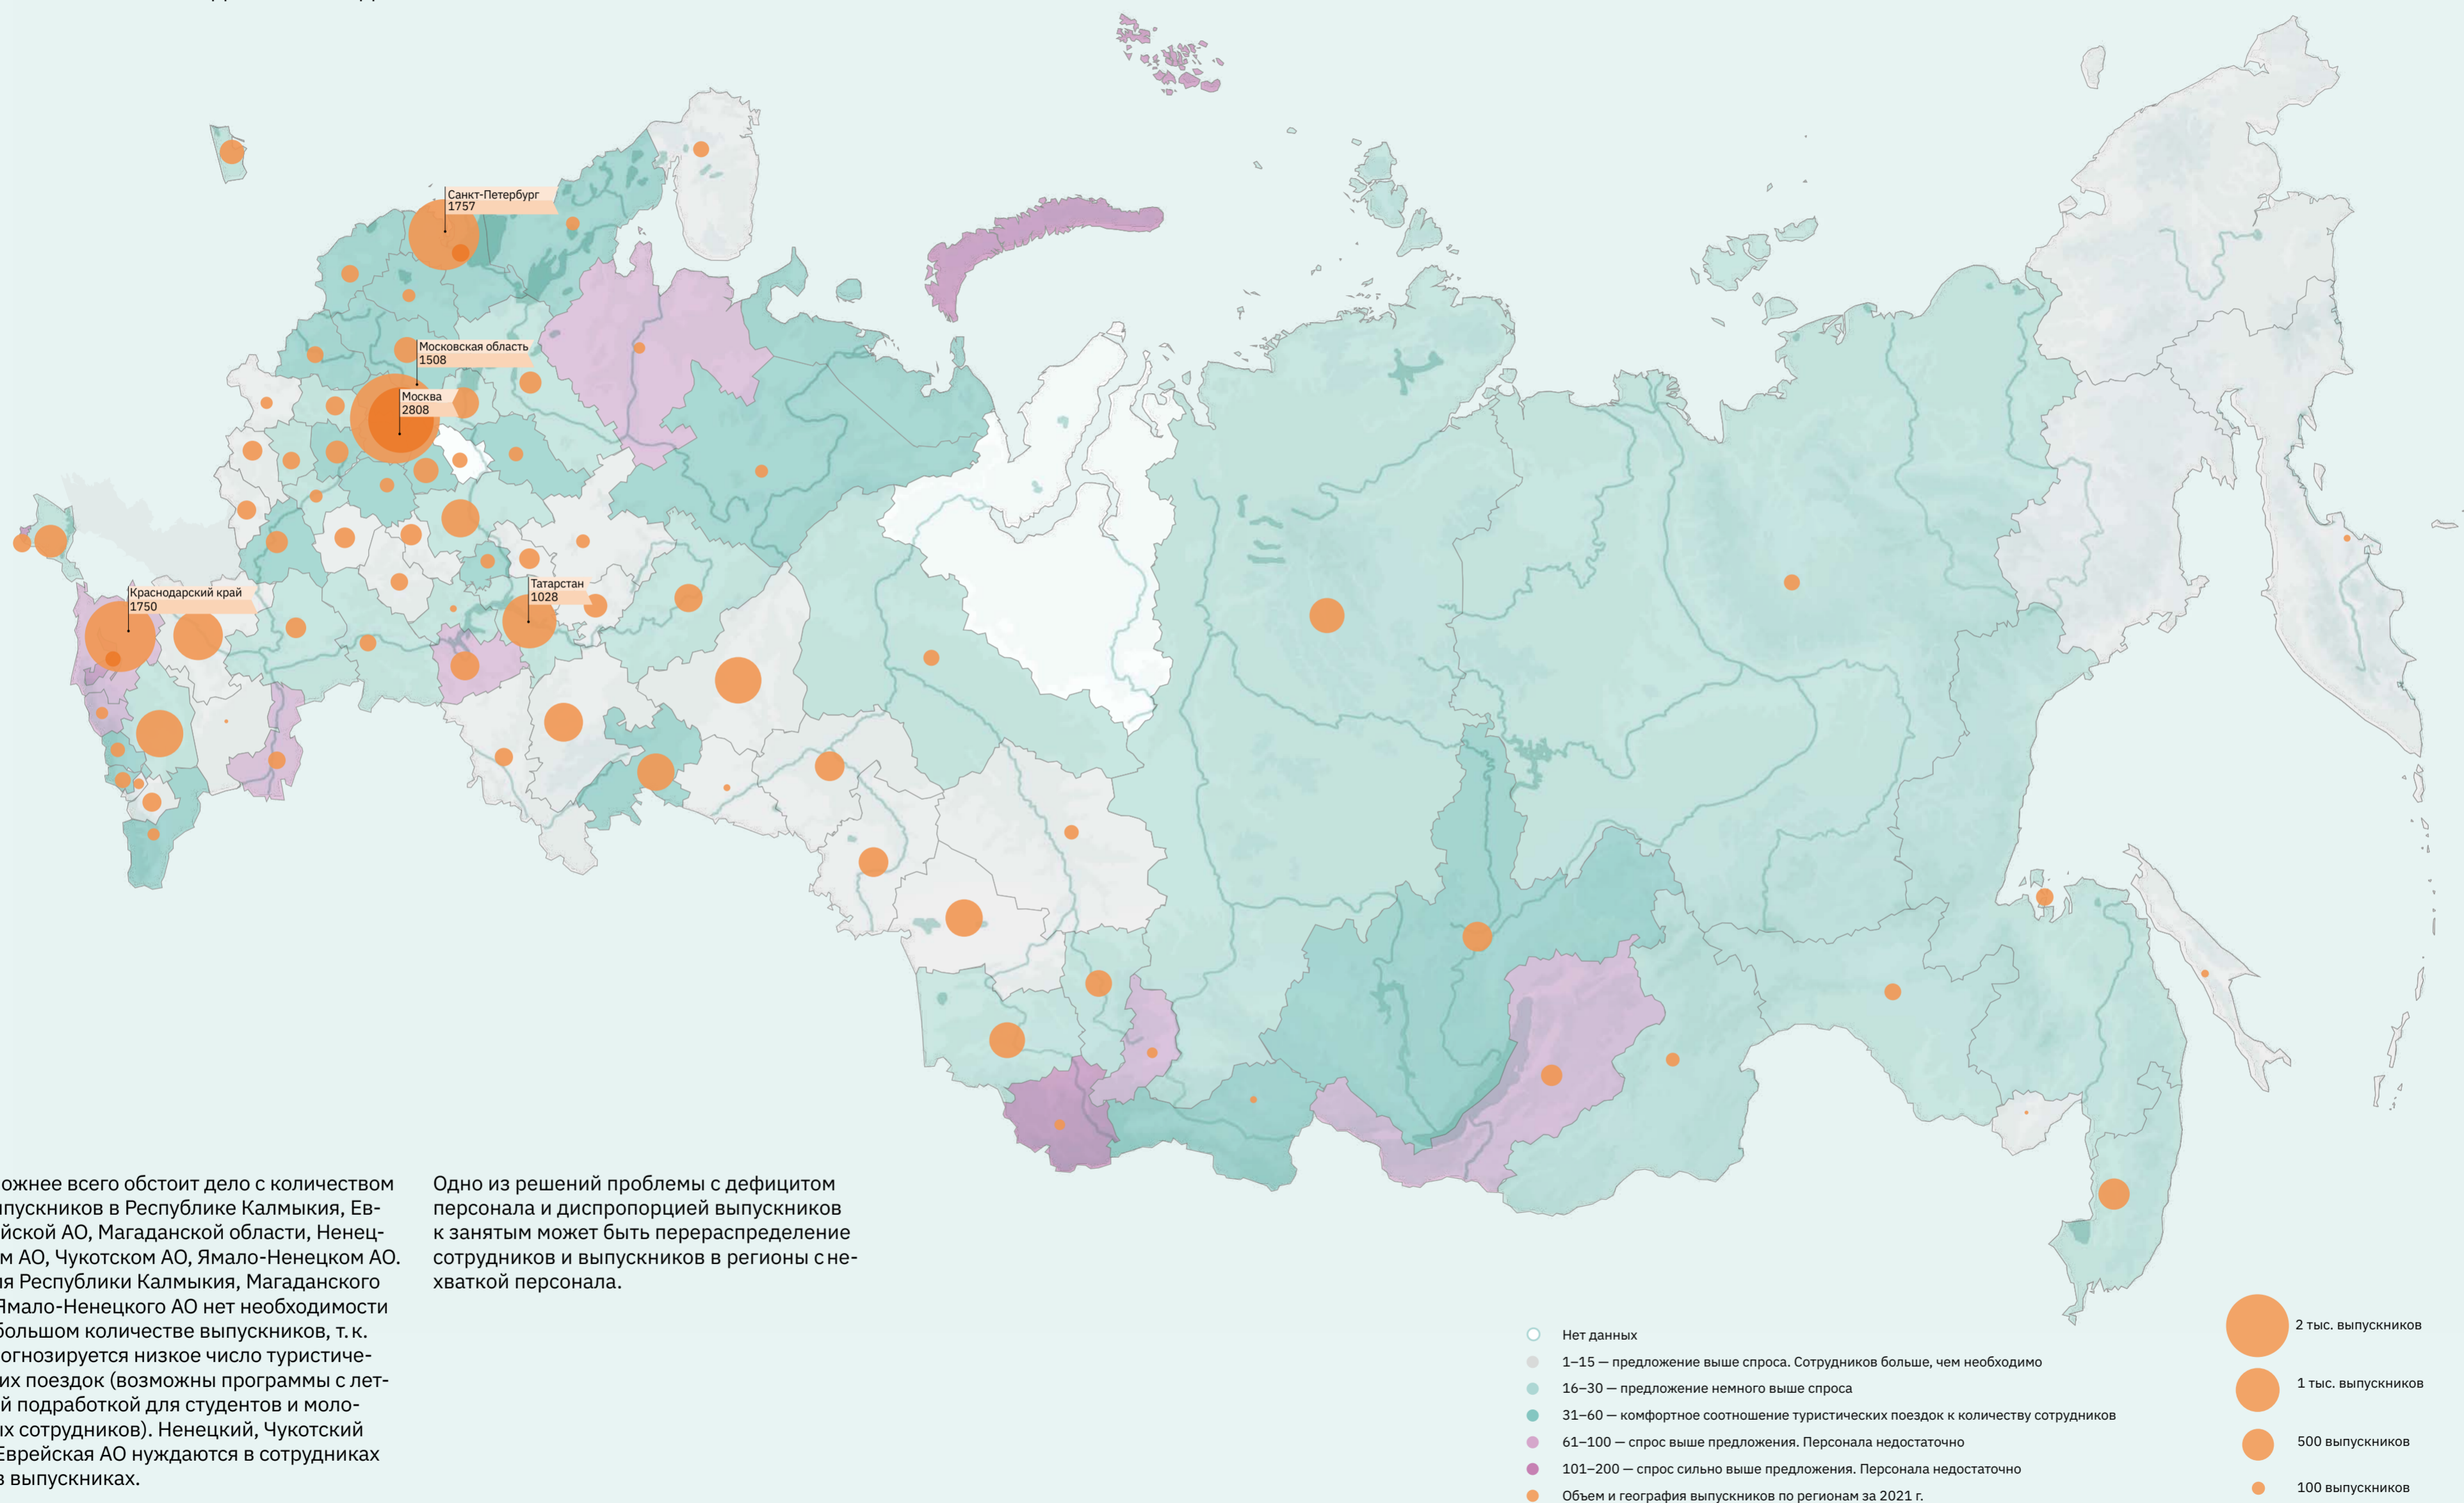 Санкт-Петербург
1757
Московская область
1508
Москва
2808
Краснодарский край
1750
Татарстан
1028
всего обстоит дело с количеством
в Республике Калмыкия, Ев-
АО, Магаданской области, Ненец-
АО, Чукотском АО, Ямало-Ненецком АО.
Республики Калмыкия, Магаданского
Ямало-Ненецкого АО нет необходимости
большом количестве выпускников, т. к.
низкое число туристиче-
поездок (возможны программы с лет-
подработкой для студентов и моло-
сотрудников). Ненецкий, Чукотский
Еврейская АО нуждаются в сотрудниках
выпускниках.
Одно из решений проблемы с дефицитом
персонала и диспропорцией выпускников
к занятым может быть перераспределение
сотрудников и выпускников в регионы с не-
хваткой персонала.
Нет данных
1–15 — предложение выше спроса. Сотрудников больше, чем необходимо
16–30 — предложение немного выше спроса
31–60 — комфортное соотношение туристических поездок к количеству сотрудников
61–100 — спрос выше предложения. Персонала недостаточно
101–200 — спрос сильно выше предложения. Персонала недостаточно
Объем и география выпускников по регионам за 2021 г.
2 тыс. выпускников
1 тыс. выпускников
500 выпускников
100 выпускников